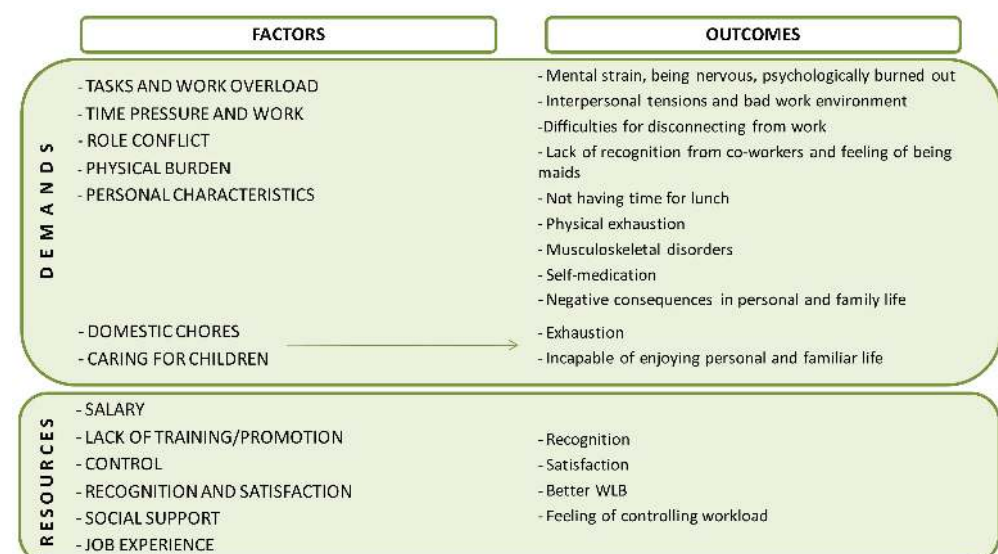 FACTORS
OUTCOMES
DEMANDS
- TASKS AND WORK OVERLOAD
- TIME PRESSURE AND WORK
- ROLE CONFLICT
- PHYSICAL BURDEN
- PERSONAL CHARACTERISTICS
- DOMESTIC CHORES
- CARING FOR CHILDREN
- Mental strain, being nervous, psychologically burned out
- Interpersonal tensions and bad work environment
-Difficulties for disconnecting from work
- Lack of recognition from co-workers and feeling of being
maids
- Not having time for lunch
- Physical exhaustion
- Musculoskeletal disorders
- Self-medication
- Negative consequences in personal and family life
- Exhaustion
- Incapable of enjoying personal and familiar life
RESOURCES
- SALARY
- LACK OF TRAINING/PROMOTION
- CONTROL
- RECOGNITION AND SATISFACTION
- SOCIAL SUPPORT
- JOB EXPERIENCE
- Recognition
- Satisfaction
- Better WLB
- Feeling of controlling workload